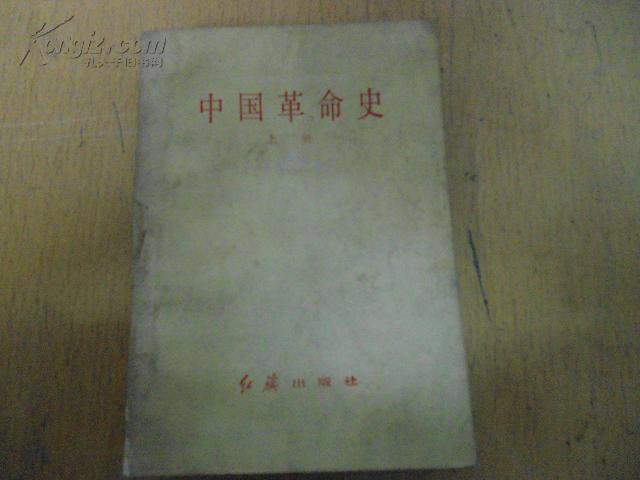 Kongfz.com
孔夫子旧书网
中国革命史
上册
红旗出版社